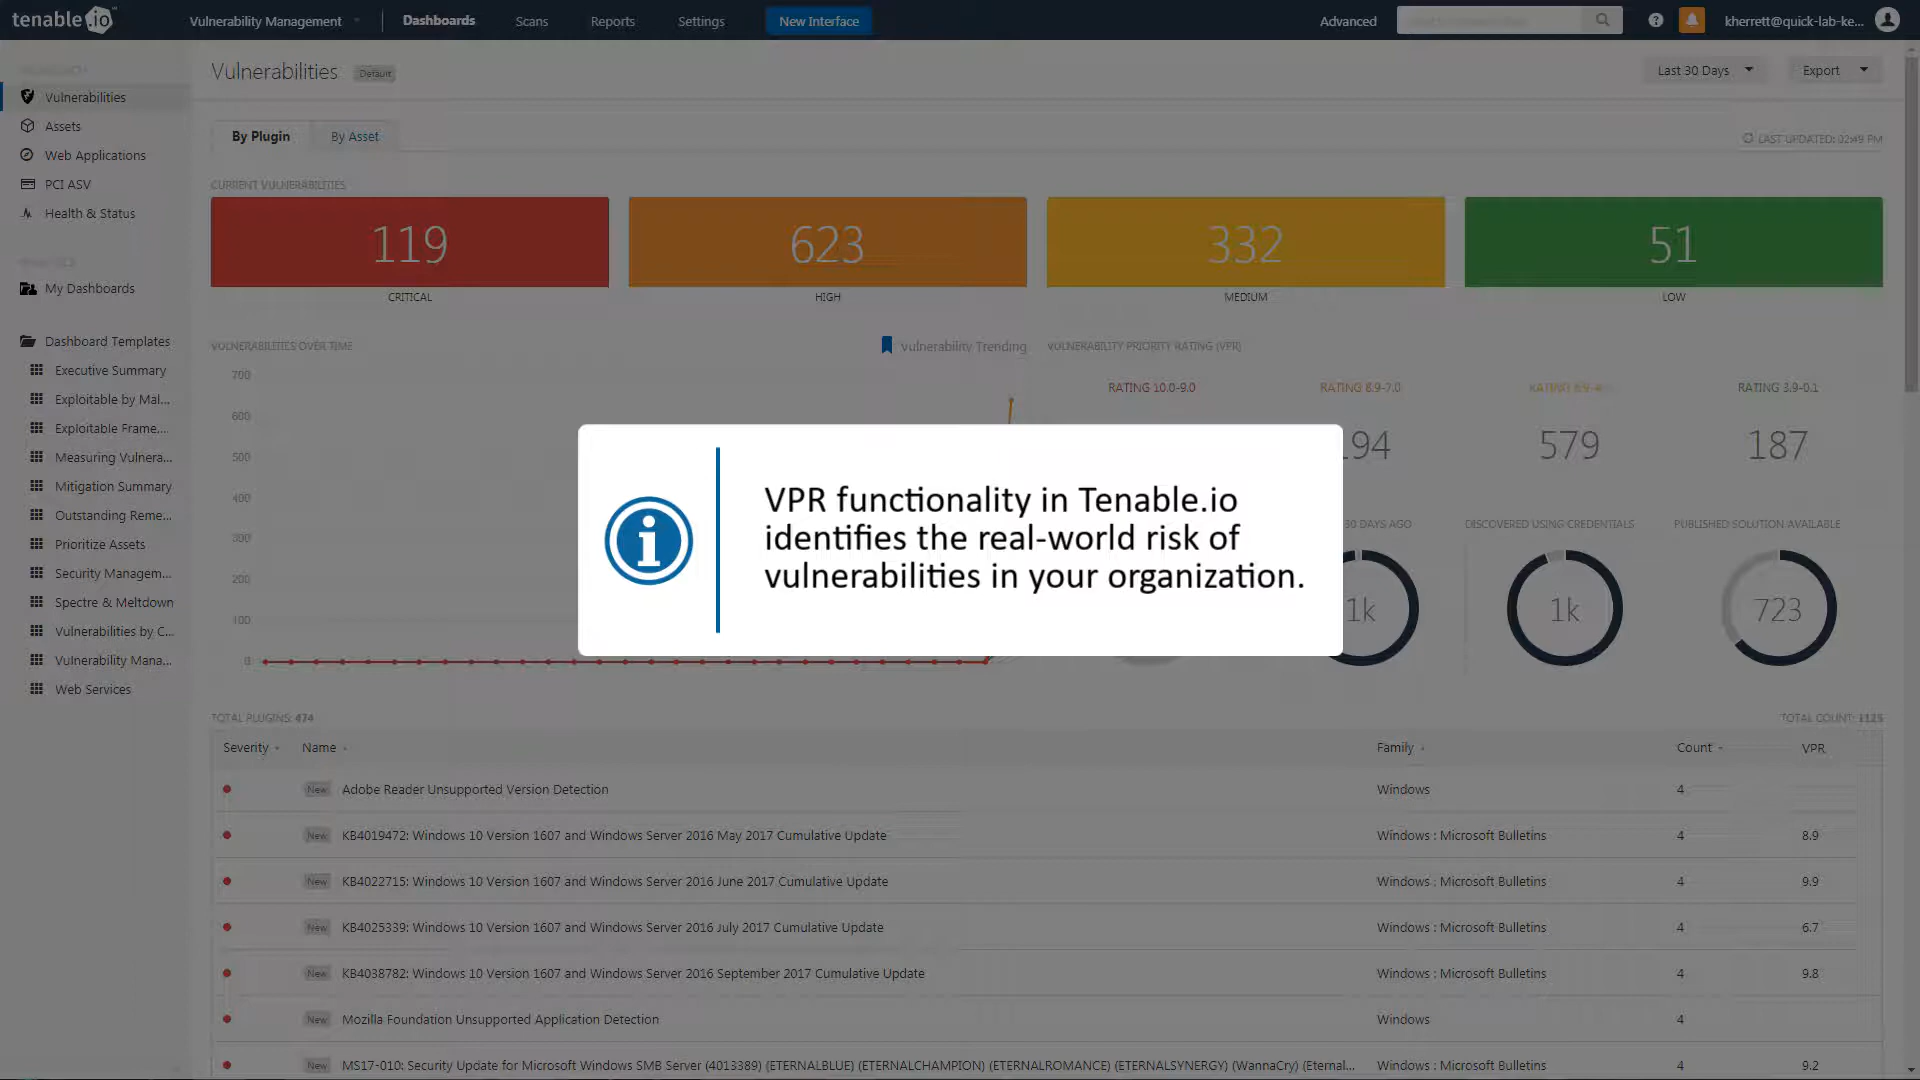 tenable.io
Vulnerability Management
Dashboards
Scans
Reports
Settings
New Interface
Advanced
kherrett@quick-lab-ke...
Vulnerabilities
Assets
Web Applications
PCI ASV
Health & Status
My Dashboards
Dashboard Templates
Executive Summary
Exploitable by Mal...
Exploitable Frame...
Measuring Vulnera...
Mitigation Summary
Outstanding Reme...
Prioritize Assets
Security Managem...
Spectre & Meltdown
Vulnerabilities by C...
Vulnerability Mana...
Web Services
Vulnerabilities Default
Last 30 Days
Export
By Plugin
By Asset
LAST UPDATED: 02:49 PM
CURRENT VULNERABILITIES
119
CRITICAL
623
HIGH
332
MEDIUM
51
LOW
VULNERABILITIES OVER TIME
Vulnerability Trending
700
600
500
400
300
200
100
0
VULNERABILITY PRIORITY RATING (VPR)
RATING 10.0-9.0
RATING 8.9-7.0
RATING 3.9-0.1
194
579
187
VPR functionality in Tenable.io
identifies the real-world risk of
vulnerabilities in your organization.
30 DAYS AGO
1k
DISCOVERED USING CREDENTIALS
1k
PUBLISHED SOLUTION AVAILABLE
723
TOTAL PLUGINS: 474
TOTAL COUNT: 1125
Severity Name Family Count VPR
New Adobe Reader Unsupported Version Detection Windows 4
New KB4019472: Windows 10 Version 1607 and Windows Server 2016 May 2017 Cumulative Update Windows : Microsoft Bulletins 4 8.9
New KB4022715: Windows 10 Version 1607 and Windows Server 2016 June 2017 Cumulative Update Windows : Microsoft Bulletins 4 9.9
New KB4025339: Windows 10 Version 1607 and Windows Server 2016 July 2017 Cumulative Update Windows : Microsoft Bulletins 4 6.7
New KB4038782: Windows 10 Version 1607 and Windows Server 2016 September 2017 Cumulative Update Windows : Microsoft Bulletins 4 9.8
New Mozilla Foundation Unsupported Application Detection Windows 4
New MS17-010: Security Update for Microsoft Windows SMB Server (4013389) (ETERNALBLUE) (ETERNALCHAMPION) (ETERNALROMANCE) (ETERNALSYNERGY) (WannaCry) (Eternal... Windows : Microsoft Bulletins 4 9.2